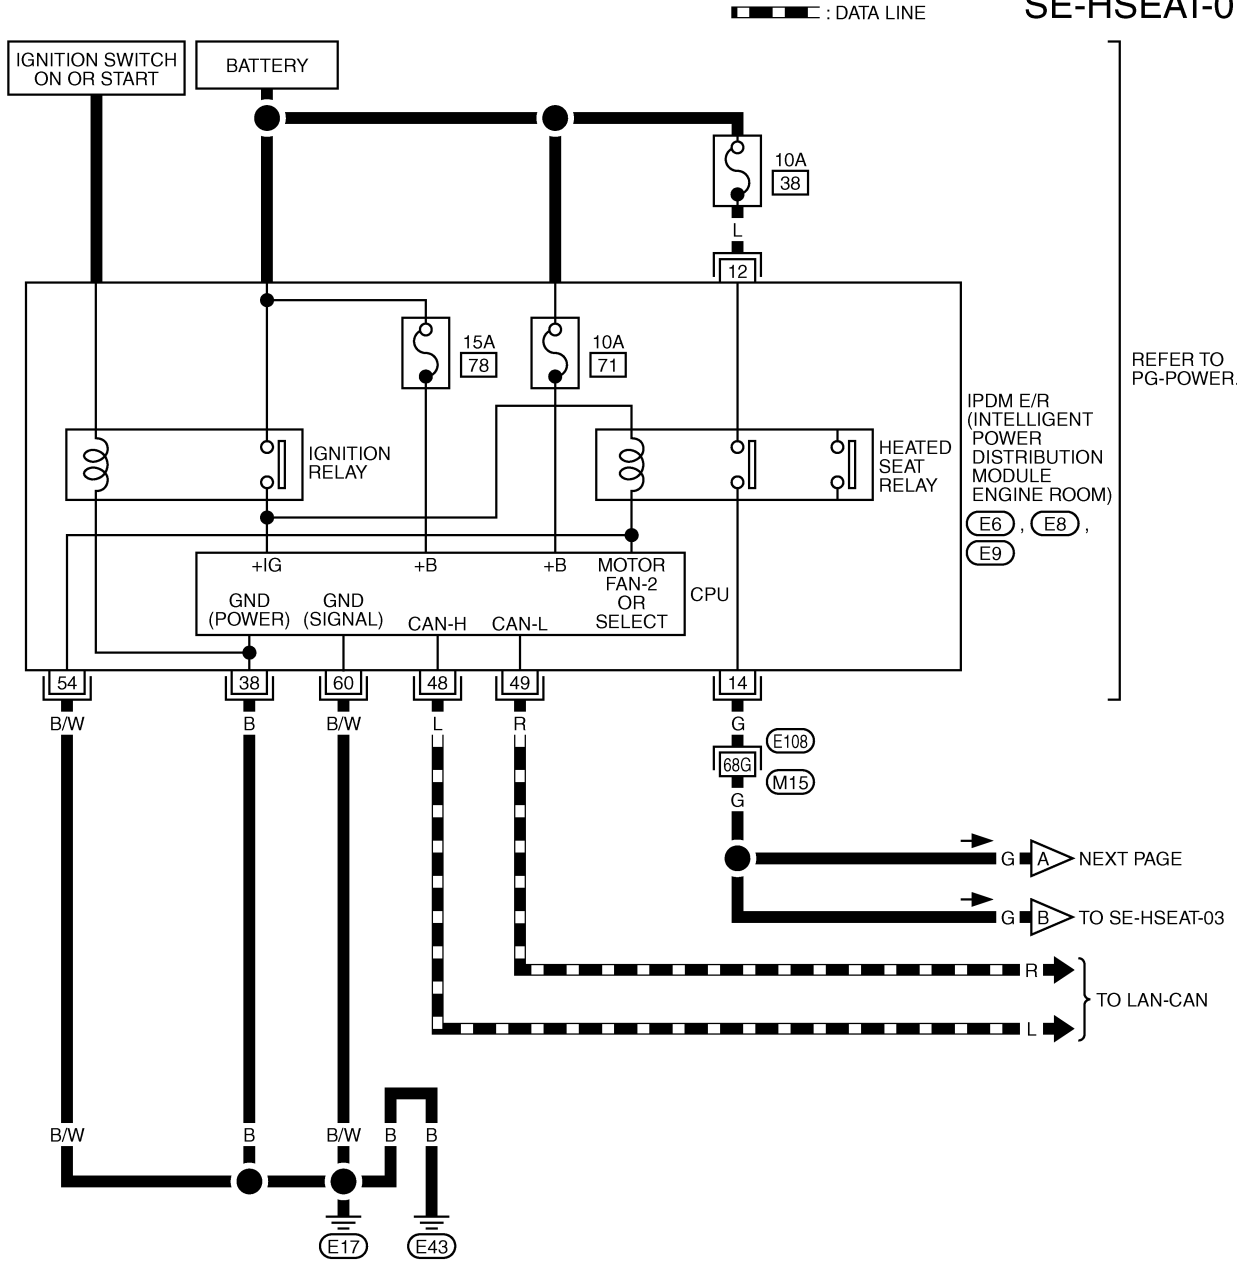 : DATA LINE
SE-HSEAT-0
IGNITION SWITCH
ON OR START
BATTERY
10A
38
L
12
15A
78
10A
71
REFER TO
PG-POWER.
IPDM E/R
(INTELLIGENT
POWER
DISTRIBUTION
MODULE
ENGINE ROOM)
E6 , E8 ,
E9
IGNITION
RELAY
HEATED
SEAT
RELAY
+IG
+B
+B
MOTOR
FAN-2
OR
SELECT
CPU
GND
(POWER)
GND
(SIGNAL)
CAN-H
CAN-L
54
38
60
48
49
14
B/W
B
B/W
L
R
G
E108
68G
M15
G
G
A
NEXT PAGE
G
B
TO SE-HSEAT-03
R
TO LAN-CAN
L
B/W
B
B/W
B
B
E17
E43